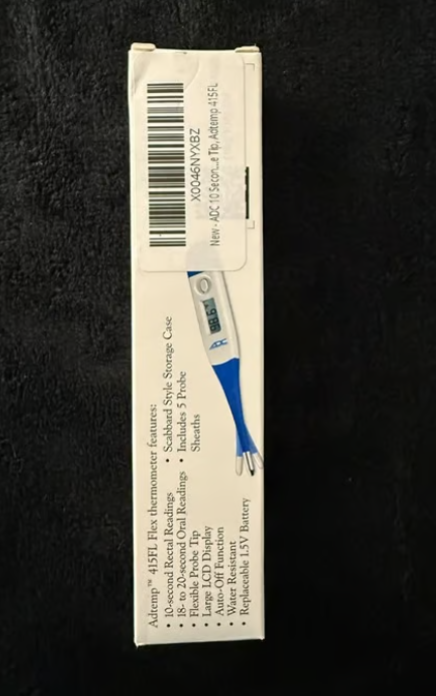 X0046NYXBZ
New - ADC 10 Secon...e Tip, Adtemp 415FL
98.6
ADC
Adtemp™ 415FL Flex thermometer features:
• 10-second Rectal Readings
• 18- to 20-second Oral Readings
• Flexible Probe Tip
• Large LCD Display
• Auto-Off Function
• Water Resistant
• Replaceable 1.5V Battery
• Scabbard Style Storage Case
• Includes 5 Probe
Sheaths